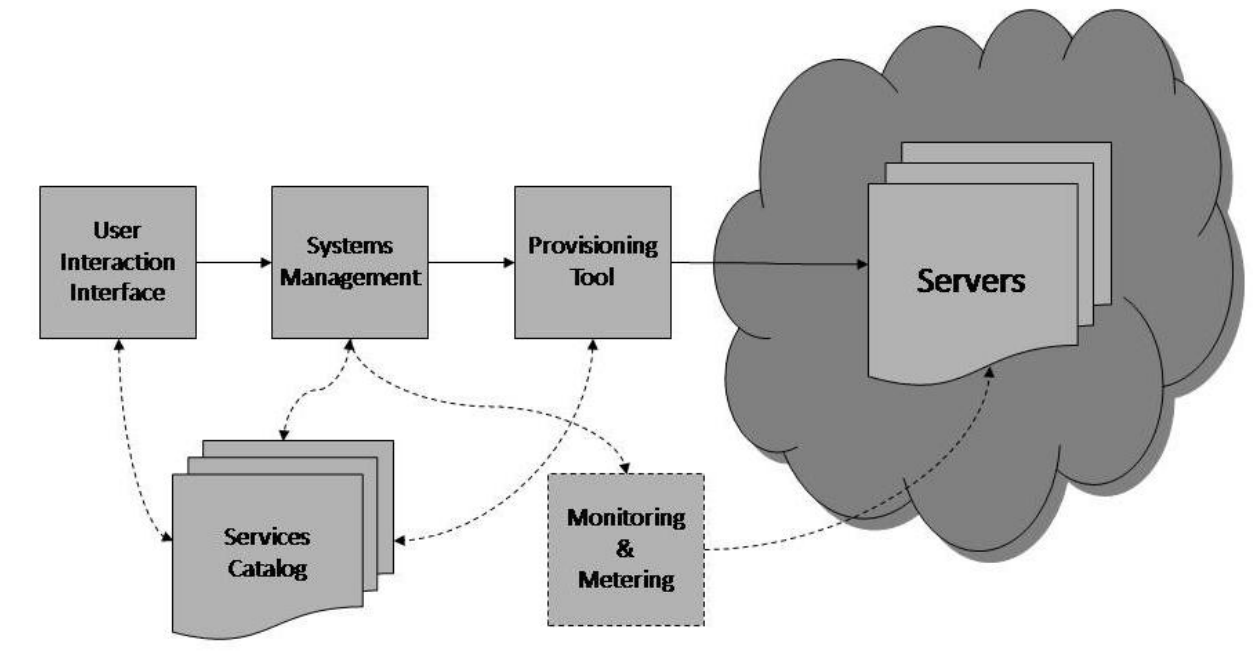 User
Interaction
Interface
Systems
Management
Provisioning
Tool
Servers
Services
Catalog
Monitoring
&
Metering